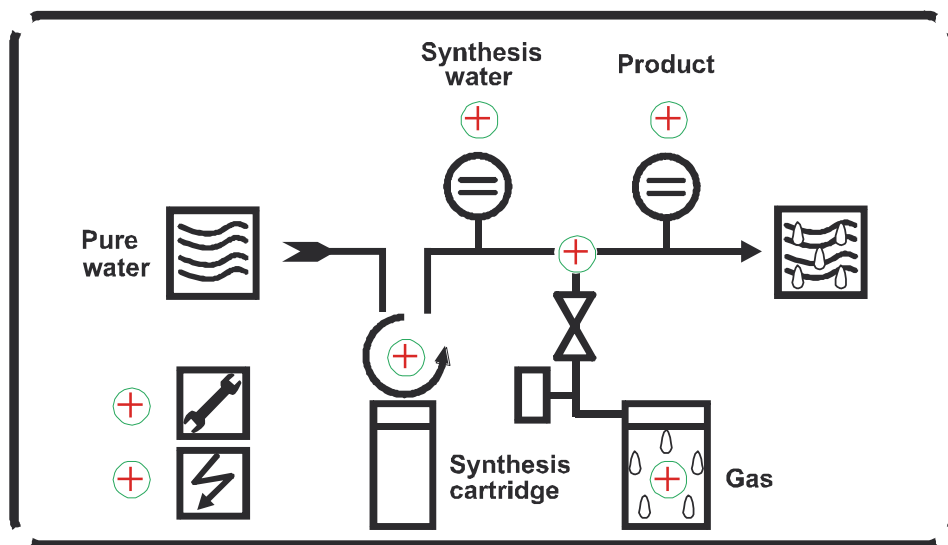 Synthesis
water
Product
Pure
water
Synthesis
cartridge
Gas